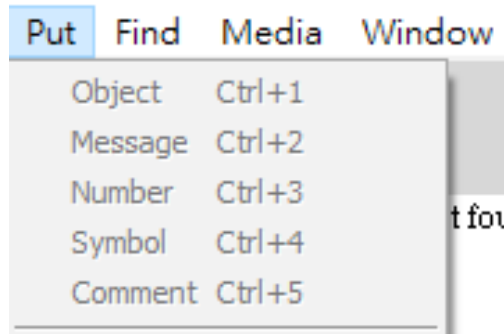 Put Find Media Window
Object Ctrl+1
Message Ctrl+2
Number Ctrl+3
t fou
Symbol Ctrl+4
Comment Ctrl+5